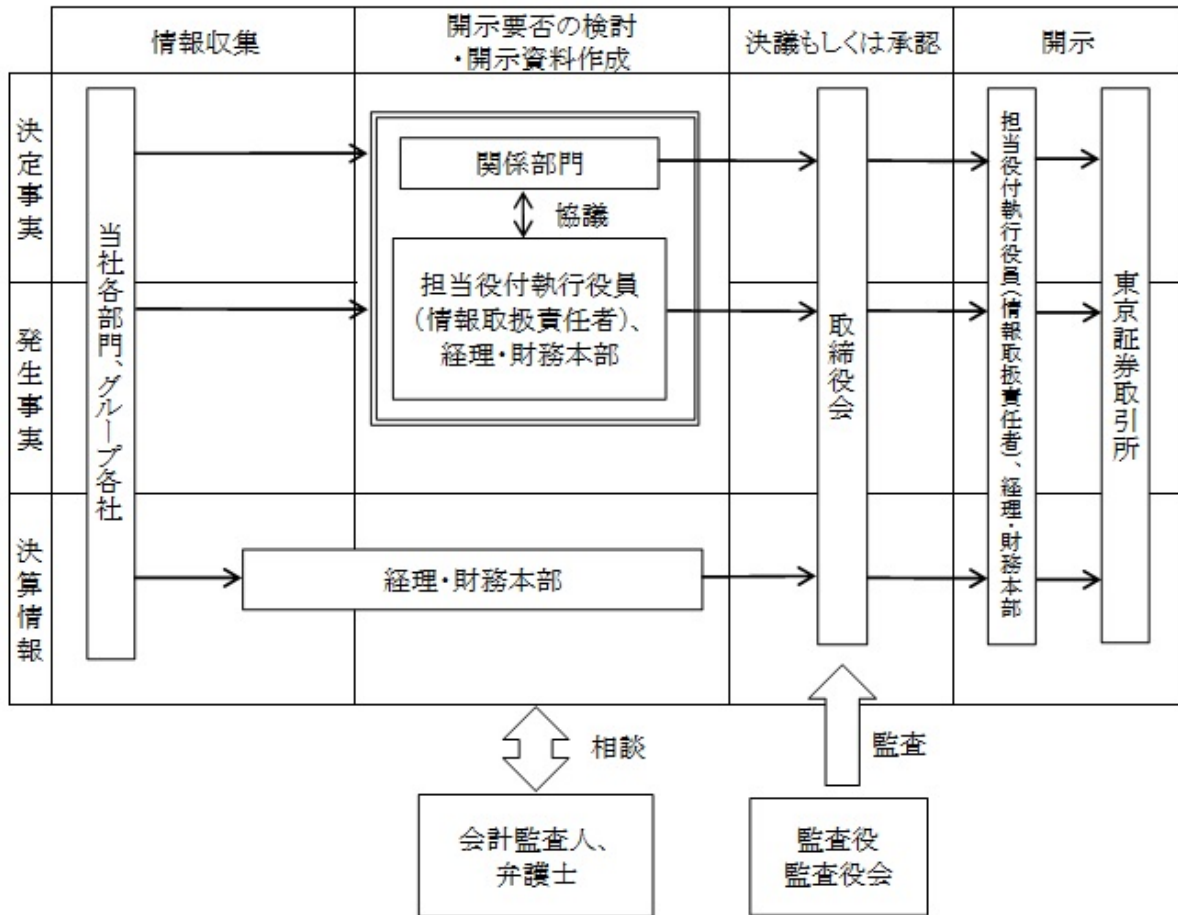 情報収集
開示要否の検討
・開示資料作成
決議もしくは承認
開示
決定事実
発生事実
決算情報
当社各部門、グループ各社
関係部門
協議
担当役付執行役員
(情報取扱責任者)、
経理・財務本部
経理・財務本部
取締役会
担当役付執行役員(情報取扱責任者)、経理・財務本部
東京証券取引所
相談
監査
会計監査人、
弁護士
監査役
監査役会